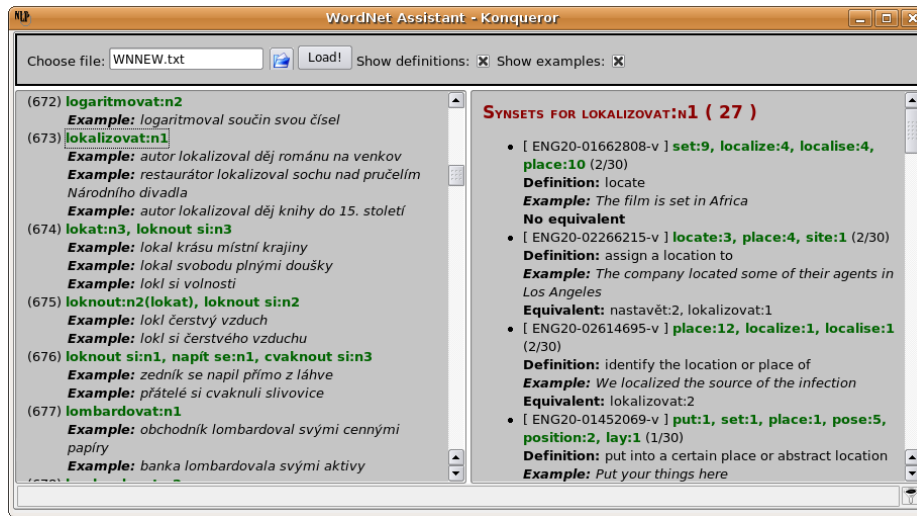 NLP WordNet Assistant - Konqueror
Choose file: WNNEW.txt Load! Show definitions: Show examples:
(672) logaritmovat:n2
Example: logaritmoval součin svou čísel
(673) lokalizovat:n1
Example: autor lokalizoval děj románu na venkov
Example: restaurátor lokalizoval sochu nad pručelím
Národního divadla
Example: autor lokalizoval děj knihy do 15. století
(674) lokat:n3, loknout si:n3
Example: lokal krásu místní krajiny
Example: lokal svobodu plnými doušky
Example: lokl si volnosti
(675) loknout:n2(lokat), loknout si:n2
Example: lokl čerstvý vzduch
Example: lokl si čerstvého vzduchu
(676) loknout si:n1, napít se:n1, cvaknout si:n3
Example: zedník se napil přímo z láhve
Example: přátelé si cvaknuli slivovice
(677) lombardovat:n1
Example: obchodník lombardoval svými cennými
papíry
Example: banka lombardovala svými aktivy
Synsets for lokalizovat:n1 ( 27 )
[ ENG20-01662808-v ] set:9, localize:4, localise:4,
place:10 (2/30)
Definition: locate
Example: The film is set in Africa
No equivalent
[ ENG20-02266215-v ] locate:3, place:4, site:1 (2/30)
Definition: assign a location to
Example: The company located some of their agents in
Los Angeles
Equivalent: nastavět:2, lokalizovat:1
[ ENG20-02614695-v ] place:12, localize:1, localise:1
(2/30)
Definition: identify the location or place of
Example: We localized the source of the infection
Equivalent: lokalizovat:2
[ ENG20-01452069-v ] put:1, set:1, place:1, pose:5,
position:2, lay:1 (1/30)
Definition: put into a certain place or abstract location
Example: Put your things here